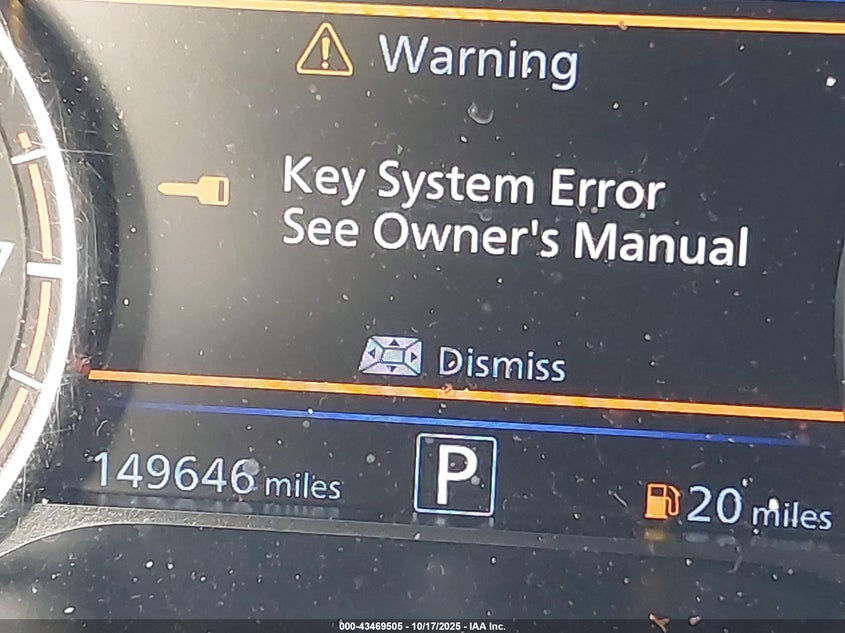 Warning
Key System Error
See Owner's Manual
Dismiss
149646 miles
P
20 miles
000-43469505 - 10/17/2025 - IAA Inc.